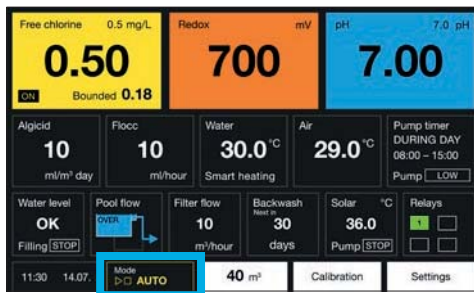 Free chlorine 0.5 mg/L
0.50
ON Bounded 0.18
Redox mV
700
pH 7.0 pH
7.00
Algicid
10
ml/m³ day
Flocc
10
ml/hour
Water
30.0 °C
Smart heating
Air
29.0 °C
Pump timer
DURING DAY
08:00 – 15:00
Pump LOW
Water level
OK
Filling STOP
Pool flow
OVER.
Filter flow
10
m³/hour
Backwash
Next in
30
days
Solar °C
36.0
Pump STOP
Relays
1
11:30 14.07.
Mode
AUTO
40 m³
Calibration
Settings